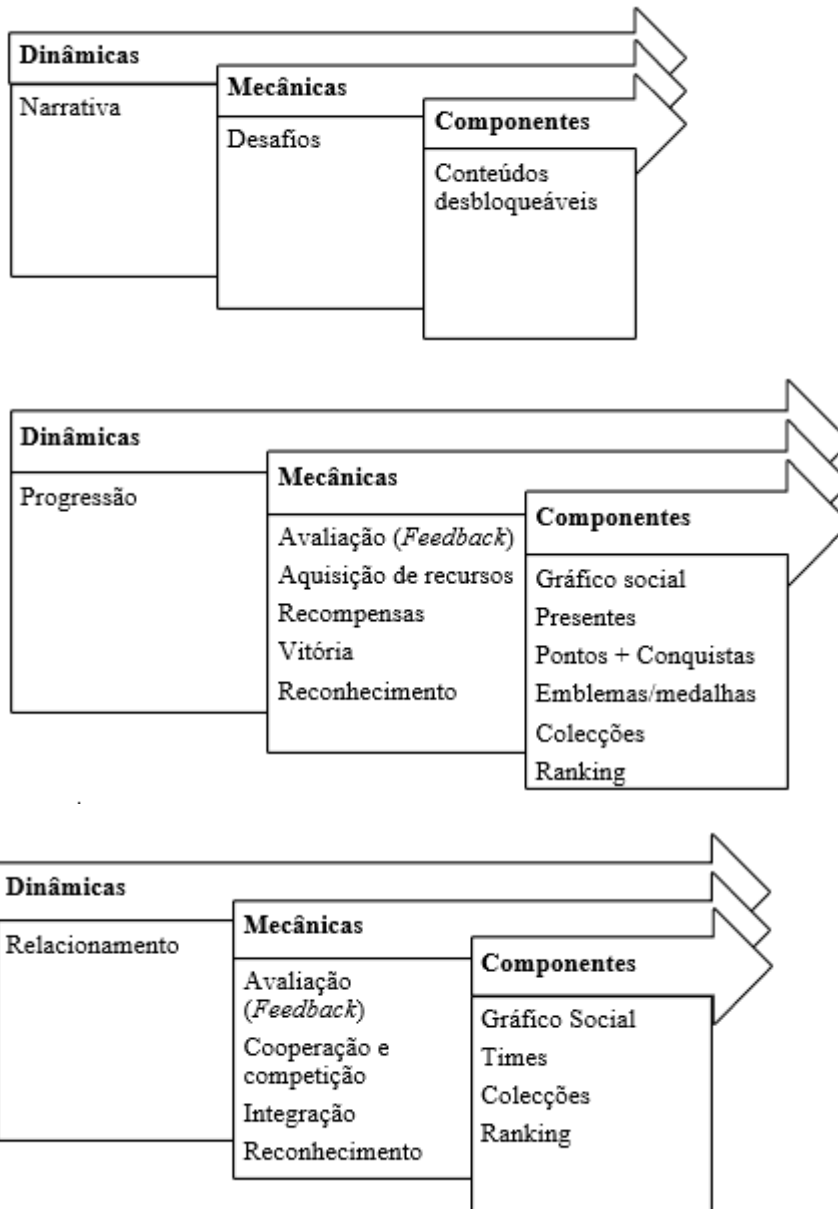 Dinâmicas
Narrativa
Mecânicas
Desafios
Componentes
Conteúdos
desbloqueáveis
Dinâmicas
Progressão
Mecânicas
Avaliação (Feedback)
Aquisição de recursos
Recompensas
Vitória
Reconhecimento
Componentes
Gráfico social
Presentes
Pontos + Conquistas
Emblemas/medalhas
Colecções
Ranking
.
Dinâmicas
Relacionamento
Mecânicas
Avaliação
(Feedback)
Cooperação e
competição
Integração
Reconhecimento
Componentes
Gráfico Social
Times
Colecções
Ranking